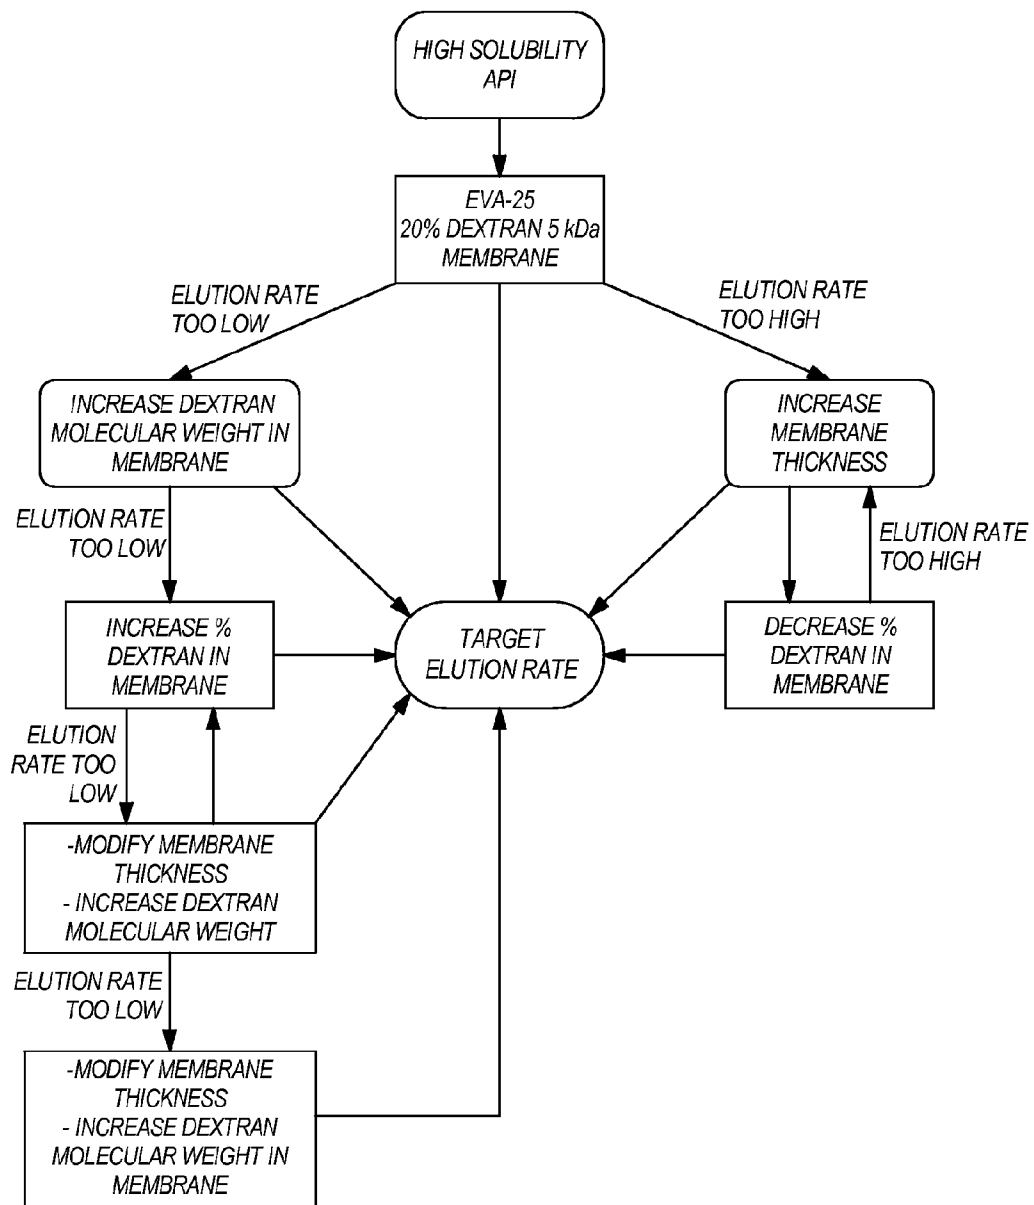 HIGH SOLUBILITY
API
EVA-25
20% DEXTRAN 5 kDa
MEMBRANE
ELUTION RATE
TOO LOW
ELUTION RATE
TOO HIGH
INCREASE DEXTRAN
MOLECULAR WEIGHT IN
MEMBRANE
INCREASE
MEMBRANE
THICKNESS
ELUTION RATE
TOO LOW
ELUTION RATE
TOO HIGH
INCREASE %
DEXTRAN IN
MEMBRANE
TARGET
ELUTION RATE
DECREASE %
DEXTRAN IN
MEMBRANE
ELUTION
RATE TOO
LOW
-MODIFY MEMBRANE
THICKNESS
- INCREASE DEXTRAN
MOLECULAR WEIGHT
ELUTION RATE
TOO LOW
-MODIFY MEMBRANE
THICKNESS
- INCREASE DEXTRAN
MOLECULAR WEIGHT IN
MEMBRANE